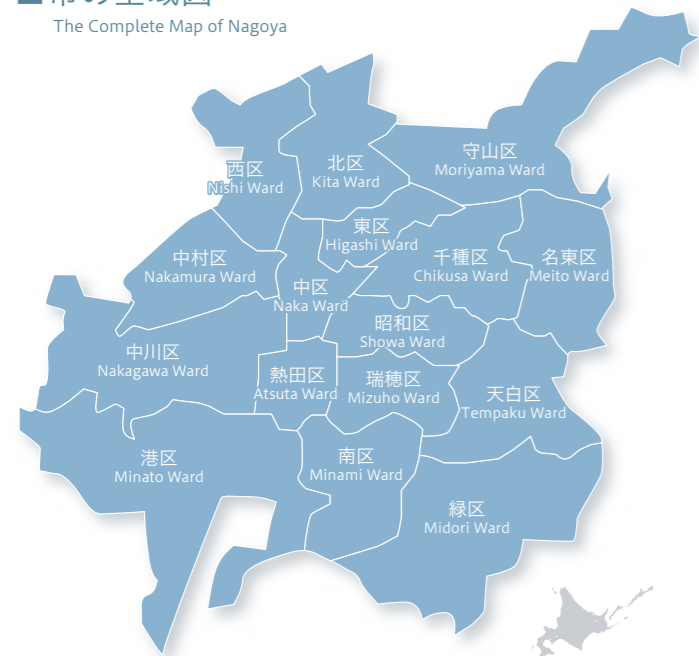 The Complete Map of Nagoya
守山区
Moriyama Ward
北区
Kita Ward
西区
Nishi Ward
東区
Higashi Ward
中村区
Nakamura Ward
千種区
Chikusa Ward
名東区
Meito Ward
中区
Naka Ward
昭和区
Showa Ward
中川区
Nakagawa Ward
熱田区
Atsuta Ward
瑞穂区
Mizuho Ward
天白区
Tempaku Ward
港区
Minato Ward
南区
Minami Ward
緑区
Midori Ward